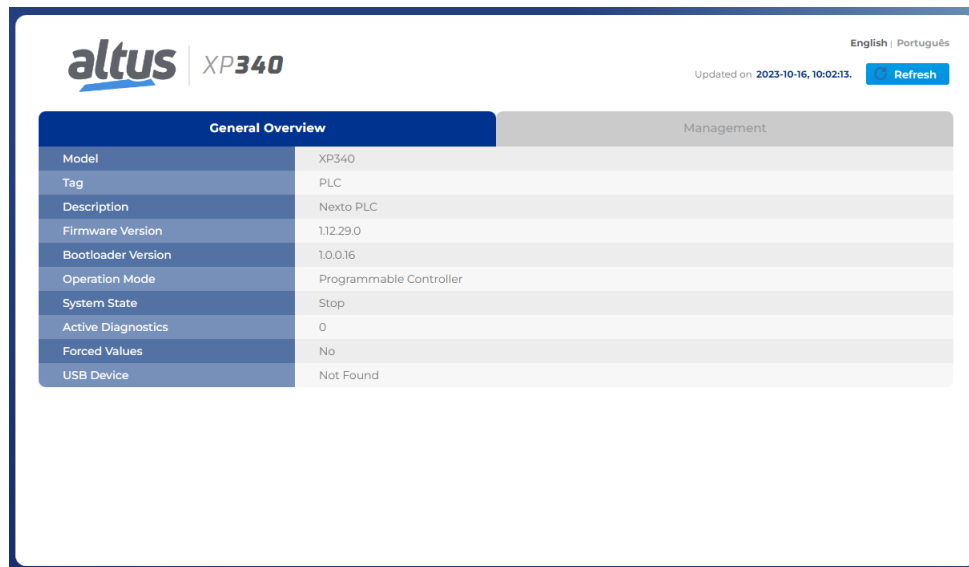 English | Português
altus XP340
Updated on 2023-10-16, 10:02:13. Refresh
General Overview Management
Model XP340
Tag PLC
Description Nexto PLC
Firmware Version 1.12.29.0
Bootloader Version 1.0.0.16
Operation Mode Programmable Controller
System State Stop
Active Diagnostics 0
Forced Values No
USB Device Not Found